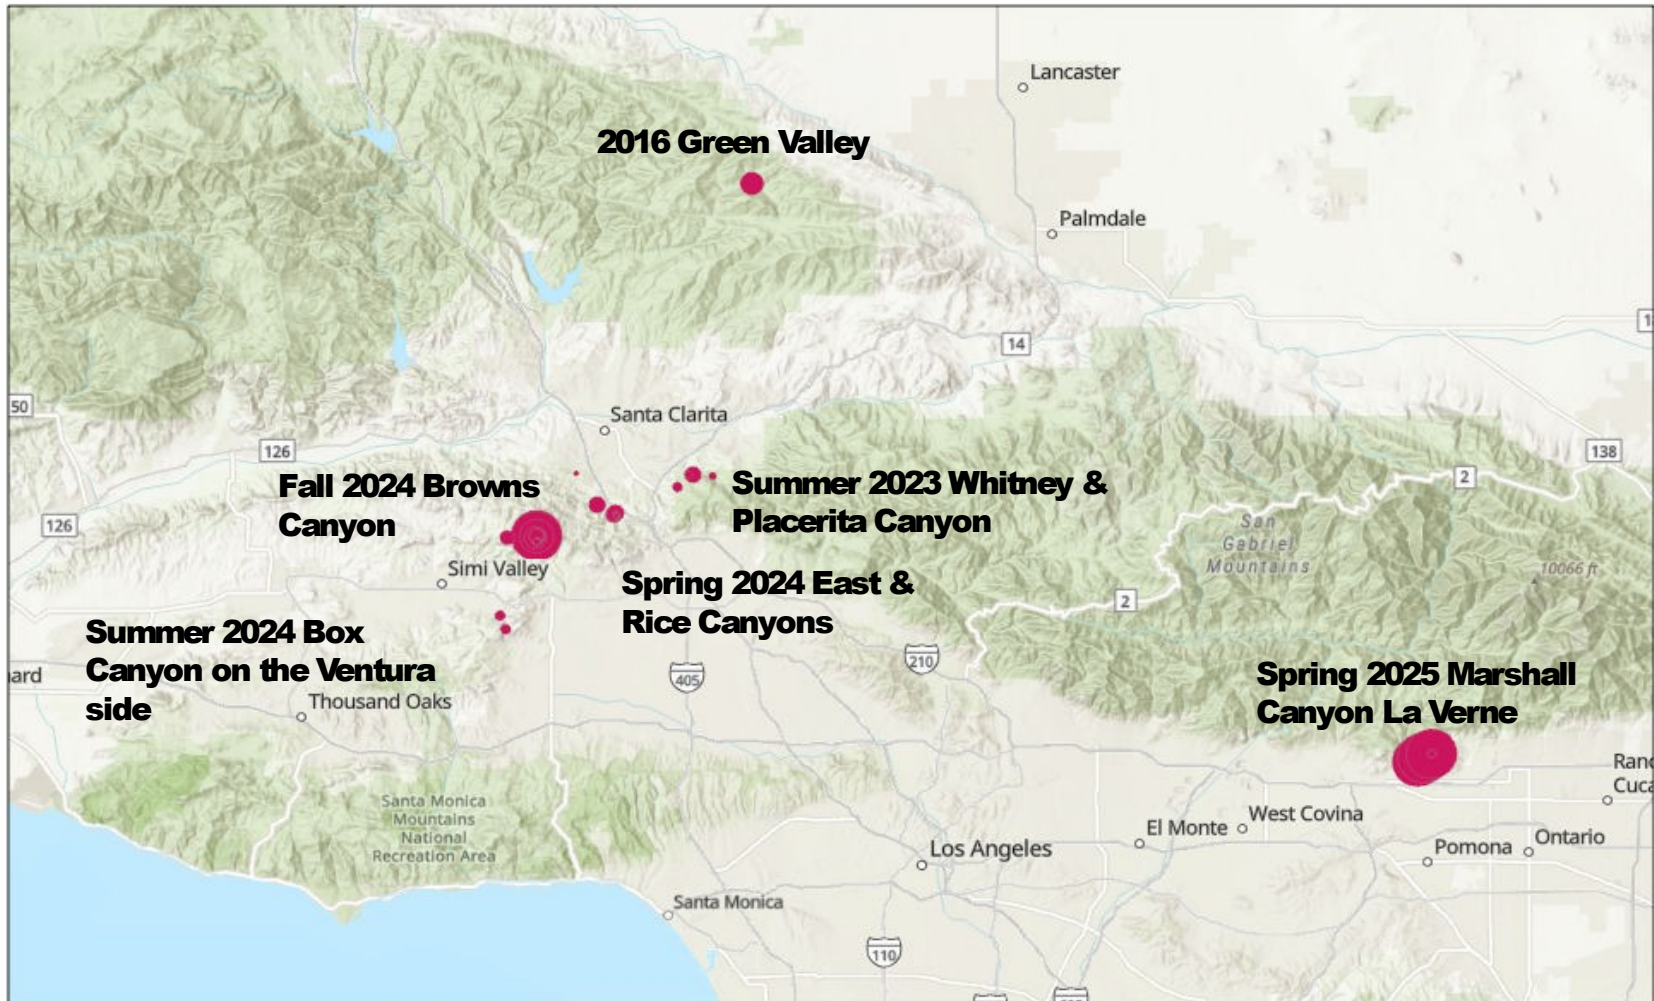 Lancaster
2016 Green Valley
Palmdale
14
50
Santa Clarita
126
138
2
Fall 2024 Browns
Canyon
Summer 2023 Whitney &
Placerita Canyon
126
San
Gabriel
Mountains
10066 ft
Simi Valley
Spring 2024 East &
Rice Canyons
2
Summer 2024 Box
Canyon on the Ventura
side
210
405
ard
Spring 2025 Marshall
Canyon La Verne
Thousand Oaks
Ranc
Cuca
Santa Monica
Mountains
National
Recreation Area
El Monte
West Covina
Los Angeles
Pomona
Ontario
Santa Monica
110